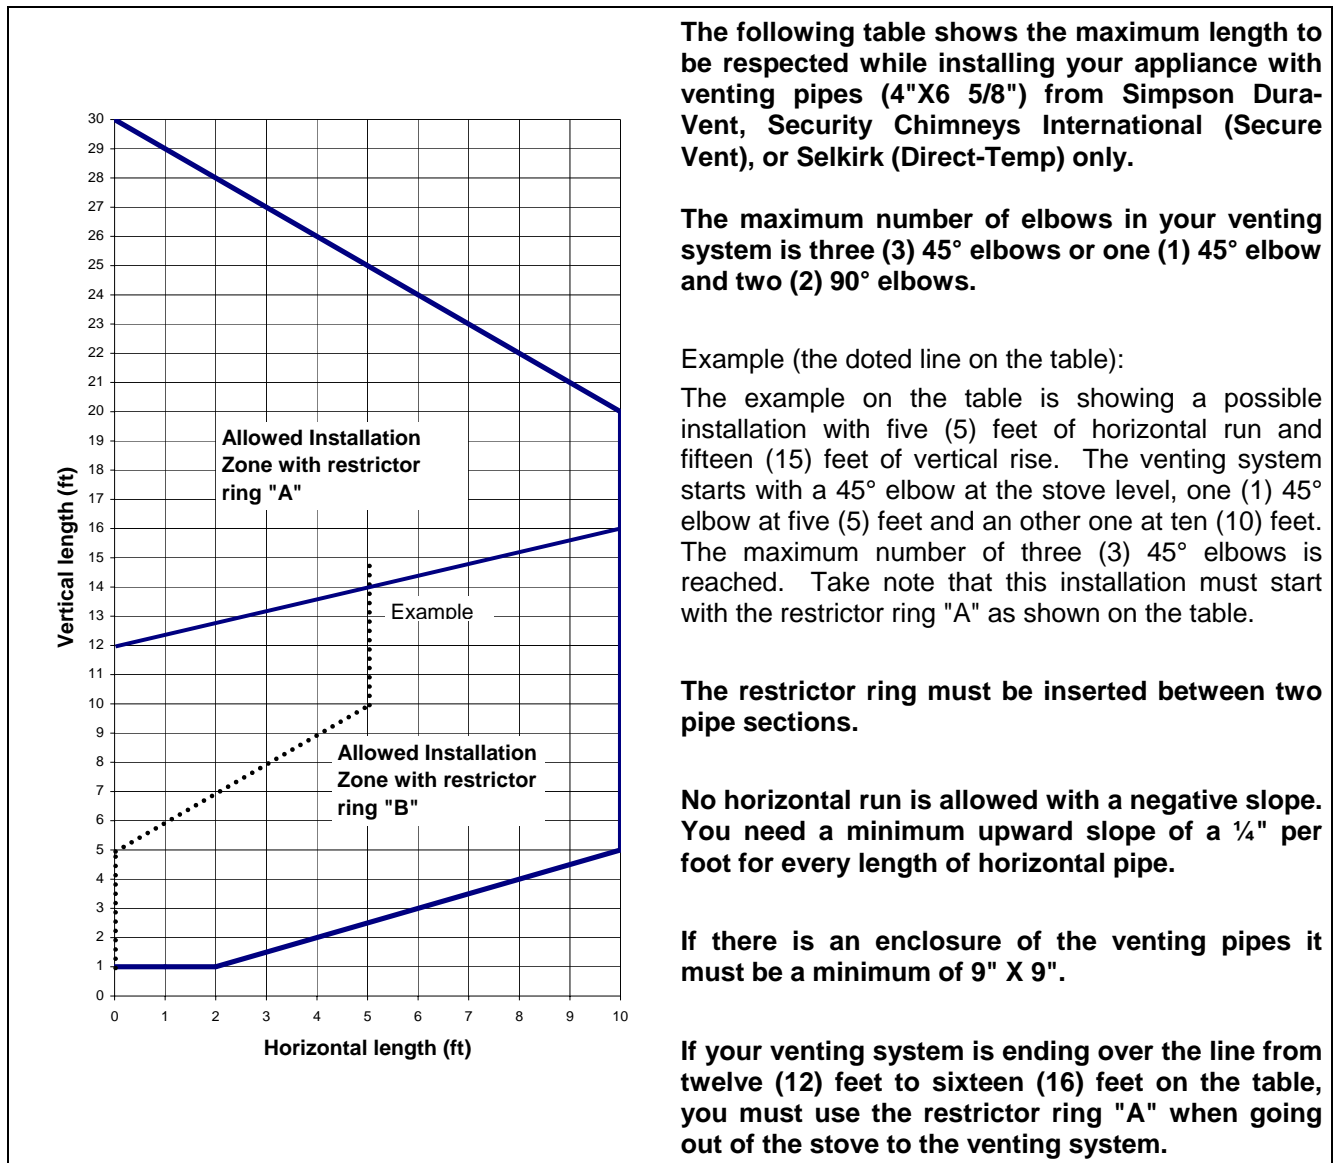 The following table shows the maximum length to
be respected while installing your appliance with
venting pipes (4"X6 5/8") from Simpson Dura-
Vent, Security Chimneys International (Secure
Vent), or Selkirk (Direct-Temp) only.
The maximum number of elbows in your venting
system is three (3) 45° elbows or one (1) 45° elbow
and two (2) 90° elbows.
Example (the doted line on the table):
The example on the table is showing a possible
installation with five (5) feet of horizontal run and
fifteen (15) feet of vertical rise. The venting system
starts with a 45° elbow at the stove level, one (1) 45°
elbow at five (5) feet and an other one at ten (10) feet.
The maximum number of three (3) 45° elbows is
reached. Take note that this installation must start
with the restrictor ring "A" as shown on the table.
The restrictor ring must be inserted between two
pipe sections.
No horizontal run is allowed with a negative slope.
You need a minimum upward slope of a ¼" per
foot for every length of horizontal pipe.
If there is an enclosure of the venting pipes it
must be a minimum of 9" X 9".
If your venting system is ending over the line from
twelve (12) feet to sixteen (16) feet on the table,
you must use the restrictor ring "A" when going
out of the stove to the venting system.
Vertical length (ft)
30
29
28
27
26
25
24
23
22
21
20
19
18
17
16
15
14
13
12
11
10
9
8
7
6
5
4
3
2
1
0
Allowed Installation
Zone with restrictor
ring "A"
Example
Allowed Installation
Zone with restrictor
ring "B"
0 1 2 3 4 5 6 7 8 9 10
Horizontal length (ft)